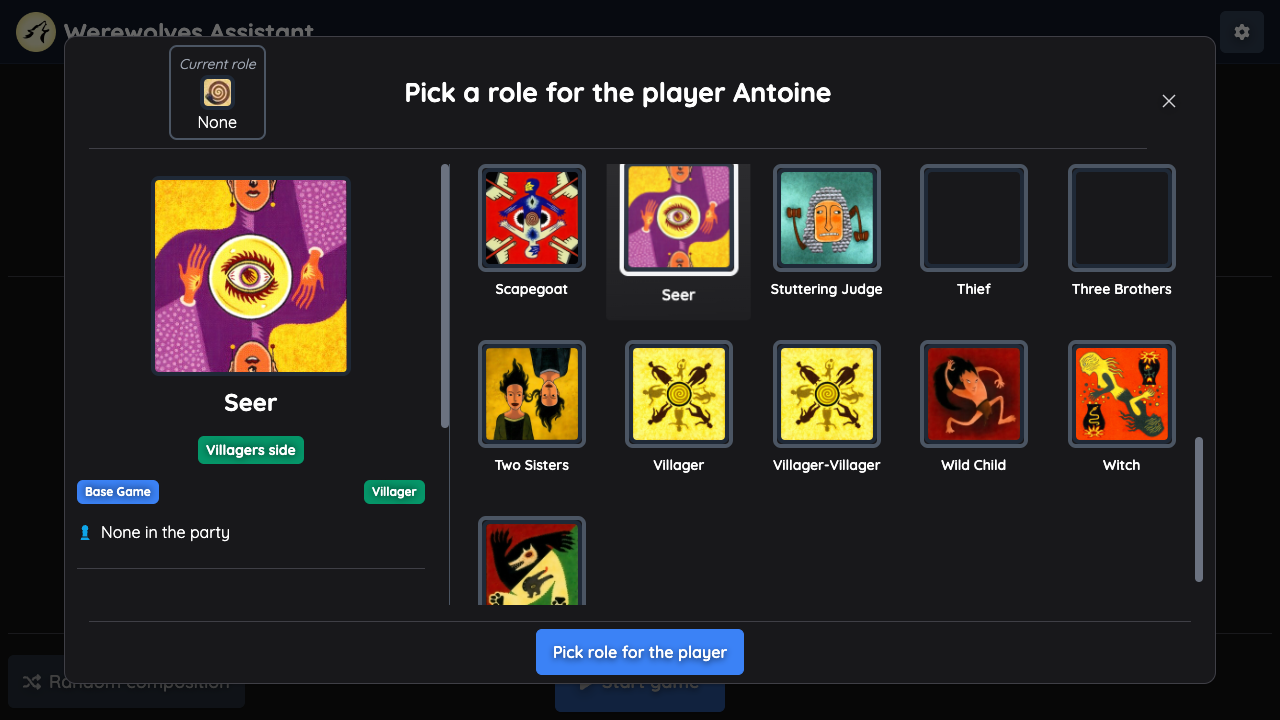 Werewolves Assistant
Current role
None
Pick a role for the player Antoine
Seer
Villagers side
Base Game
Villager
None in the party
Scapegoat
Seer
Stuttering Judge
Thief
Three Brothers
Two Sisters
Villager
Villager-Villager
Wild Child
Witch
Pick role for the player
Random composition
Start game